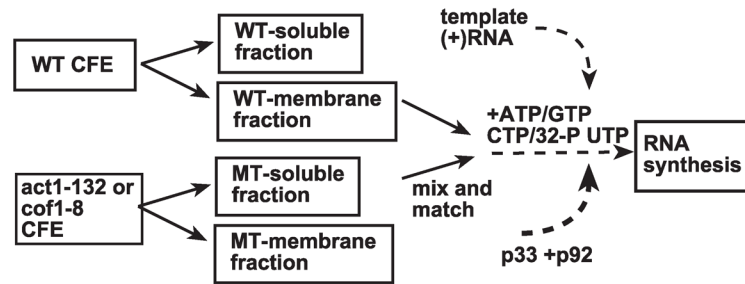 WT CFE
WT-soluble
fraction
WT-membrane
fraction
act1-132 or
cof1-8
CFE
MT-soluble
fraction
MT-membrane
fraction
mix and
match
template
(+)RNA
+ATP/GTP
CTP/32-P UTP
p33 +p92
RNA
synthesis